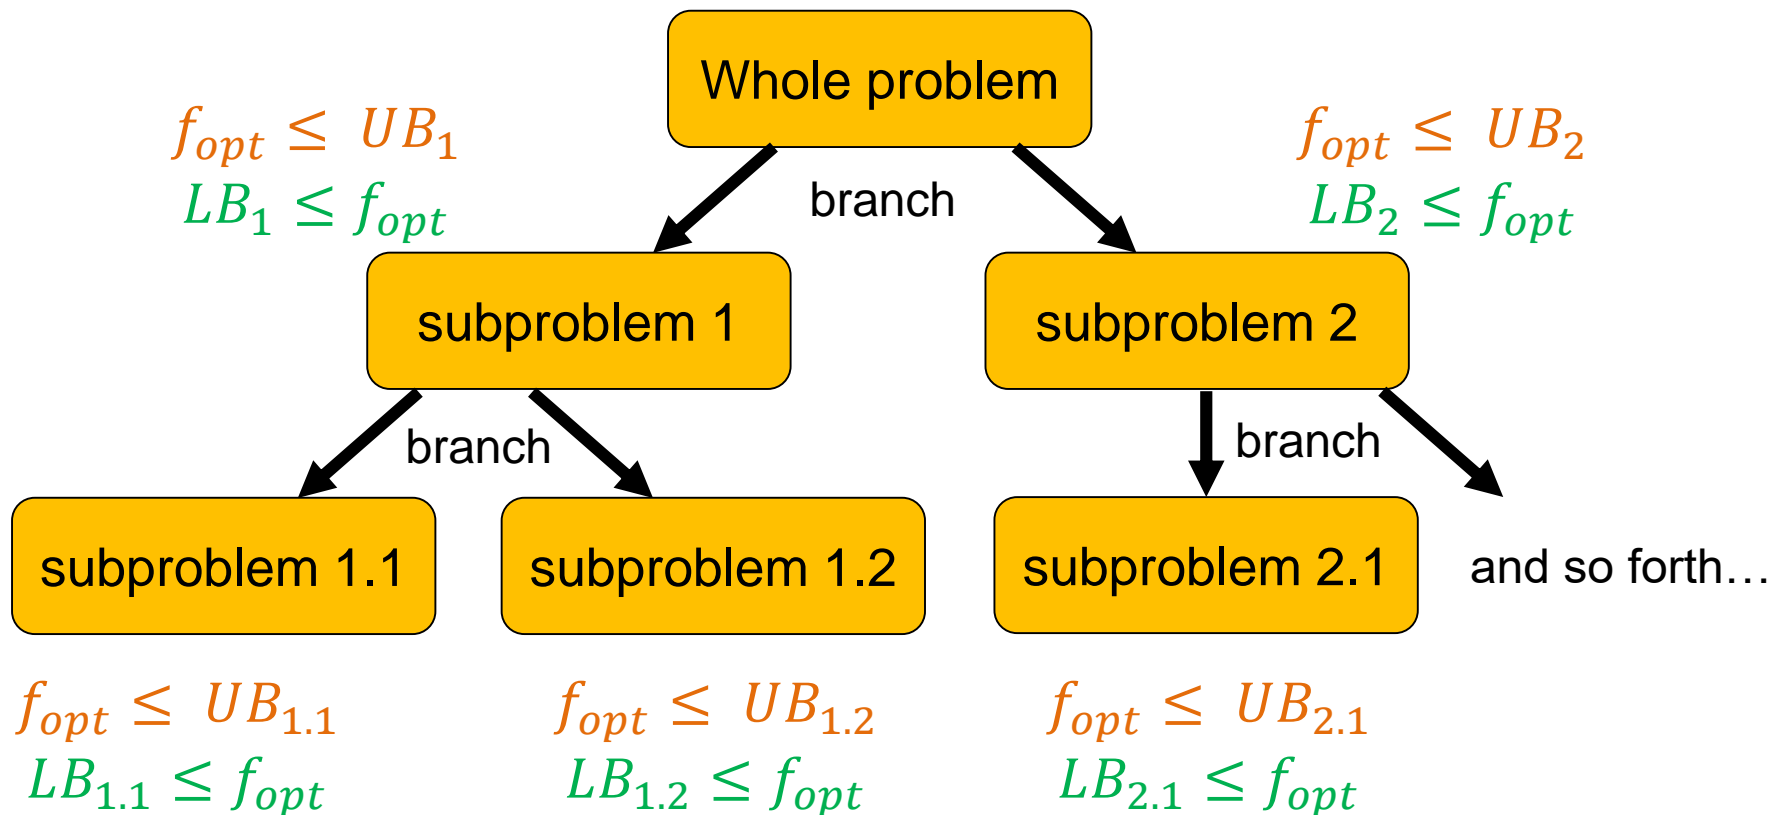 Whole problem
f_opt ≤ UB_1
LB_1 ≤ f_opt
branch
f_opt ≤ UB_2
LB_2 ≤ f_opt
subproblem 1
subproblem 2
branch
branch
subproblem 1.1
subproblem 1.2
subproblem 2.1
and so forth…
f_opt ≤ UB_1.1
LB_1.1 ≤ f_opt
f_opt ≤ UB_1.2
LB_1.2 ≤ f_opt
f_opt ≤ UB_2.1
LB_2.1 ≤ f_opt